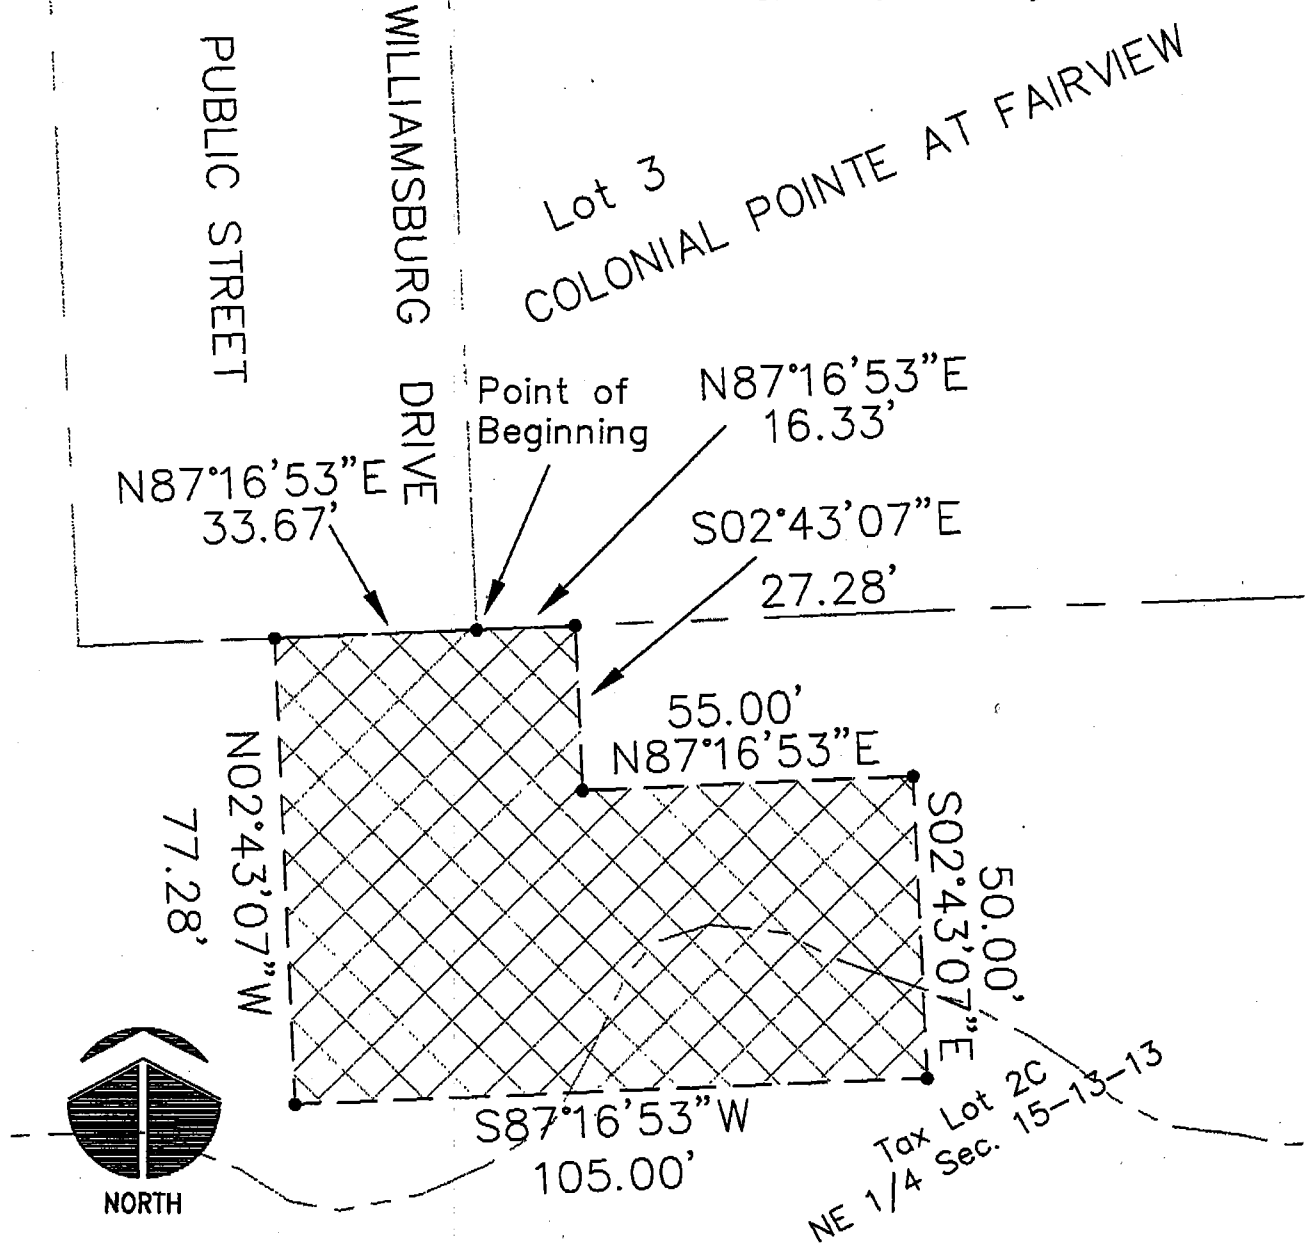 PUBLIC STREET
WILLIAMSBURG DRIVE
Lot 3
COLONIAL POINTE AT FAIRVIEW
Point of
Beginning
N87°16'53"E
16.33'
N87°16'53"E
33.67'
S02°43'07"E
27.28'
55.00'
N87°16'53"E
N02°43'07"W
77.28'
S02°43'07"E
50.00'
S87°16'53"W
105.00'
Tax Lot 2C
NE 1/4 Sec. 15-13-13
NORTH